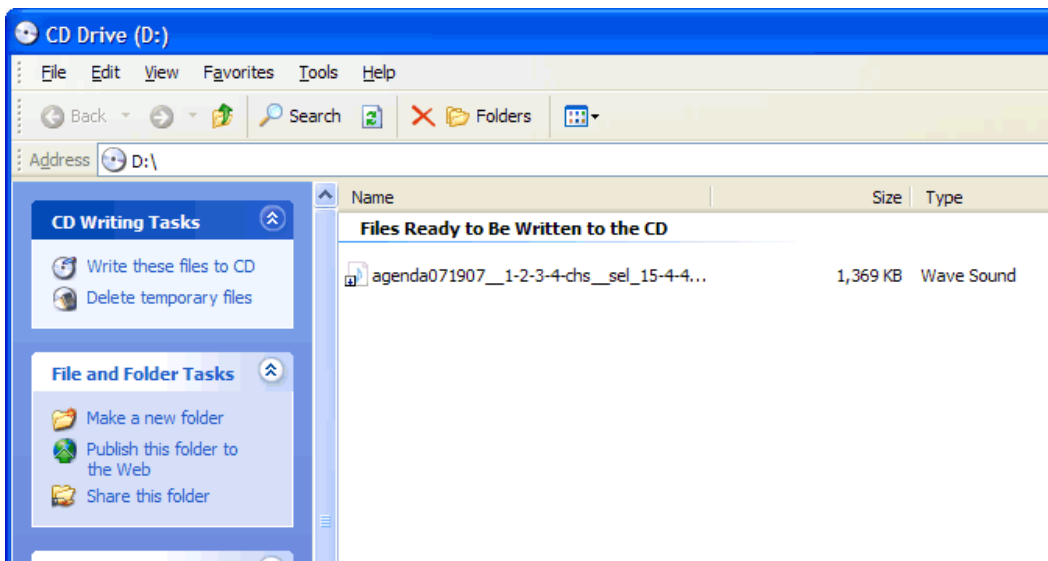 CD Drive (D:)
File Edit View Favorites Tools Help
Back Search Folders
Address D:\
Name Size Type
CD Writing Tasks
Write these files to CD
Delete temporary files
File and Folder Tasks
Make a new folder
Publish this folder to
the Web
Share this folder
Files Ready to Be Written to the CD
agenda071907__1-2-3-4-chs__sel_15-4-4... 1,369 KB Wave Sound